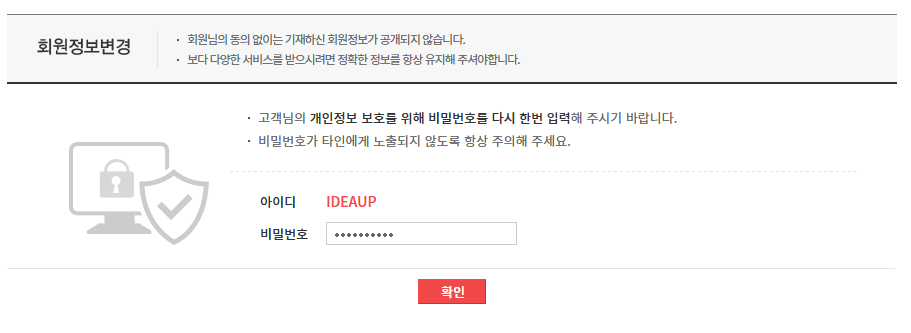 회원정보변경
· 회원님의 동의 없이는 기재하신 회원정보가 공개되지 않습니다.
· 보다 다양한 서비스를 받으시려면 정확한 정보를 항상 유지해 주셔야합니다.
· 고객님의 개인정보 보호를 위해 비밀번호를 다시 한번 입력해 주시기 바랍니다.
· 비밀번호가 타인에게 노출되지 않도록 항상 주의해 주세요.
아이디 IDEAUP
비밀번호 ••••••••••
확인